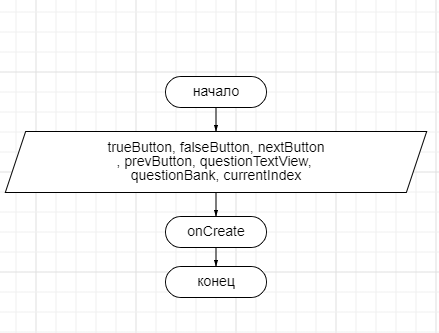 начало
trueButton, falseButton, nextButton
, prevButton, questionTextView,
questionBank, currentIndex
onCreate
конец